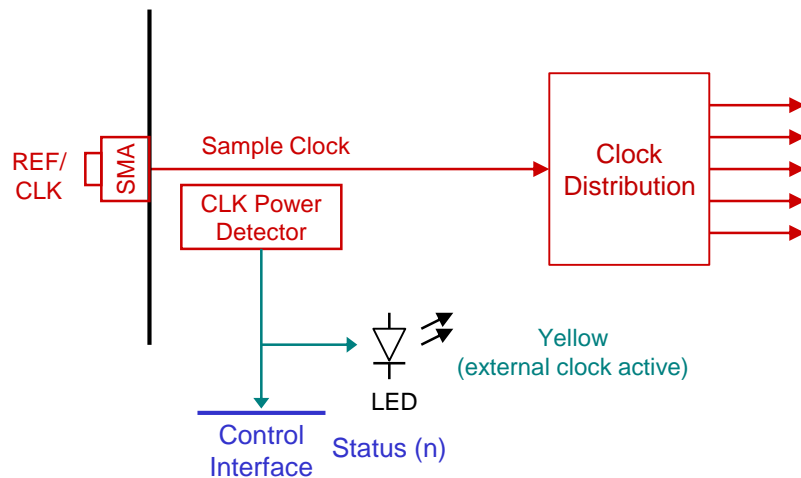 REF/
CLK
SMA
Sample Clock
CLK Power
Detector
Clock
Distribution
Yellow
(external clock active)
LED
Control
Interface
Status (n)